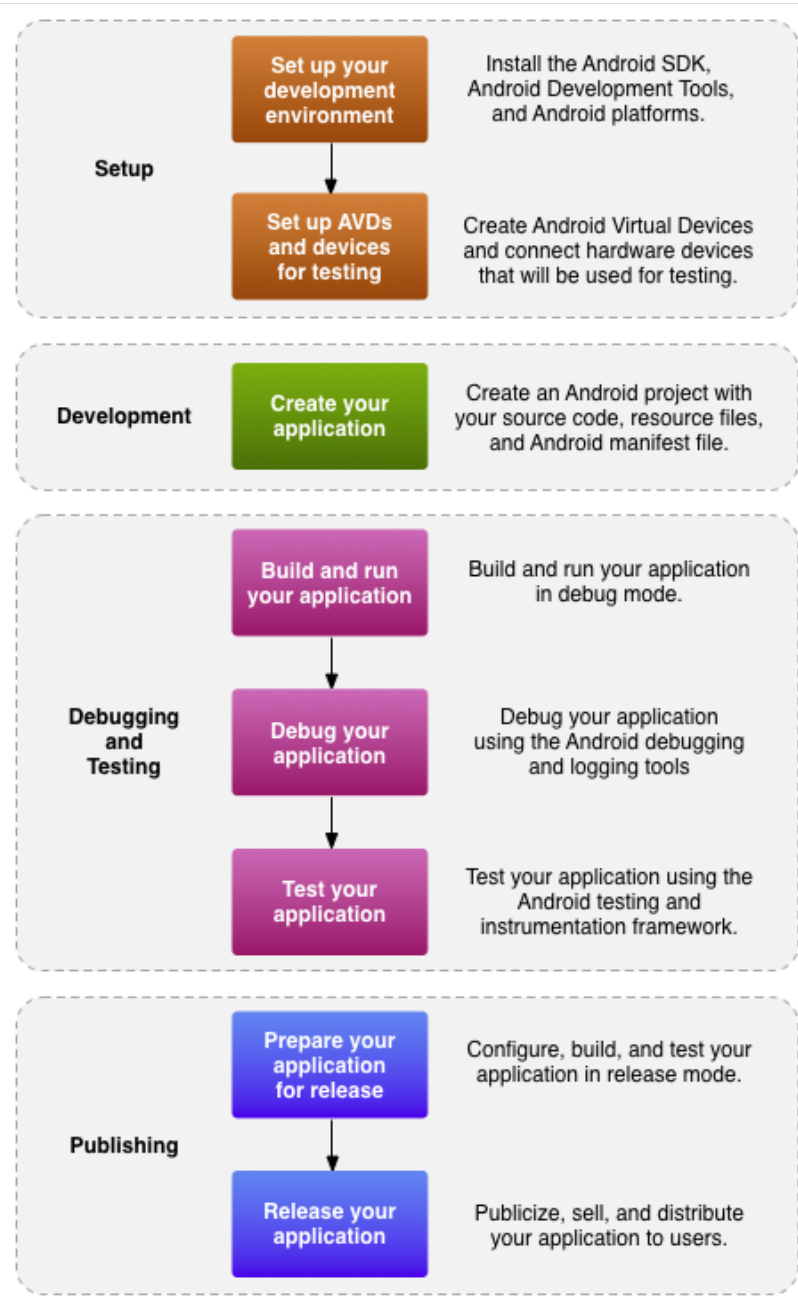 Setup
Set up your
development
environment
Install the Android SDK,
Android Development Tools,
and Android platforms.
Set up AVDs
and devices
for testing
Create Android Virtual Devices
and connect hardware devices
that will be used for testing.
Development
Create your
application
Create an Android project with
your source code, resource files,
and Android manifest file.
Debugging
and
Testing
Build and run
your application
Build and run your application
in debug mode.
Debug your
application
Debug your application
using the Android debugging
and logging tools
Test your
application
Test your application using the
Android testing and
instrumentation framework.
Publishing
Prepare your
application
for release
Configure, build, and test your
application in release mode.
Release your
application
Publicize, sell, and distribute
your application to users.